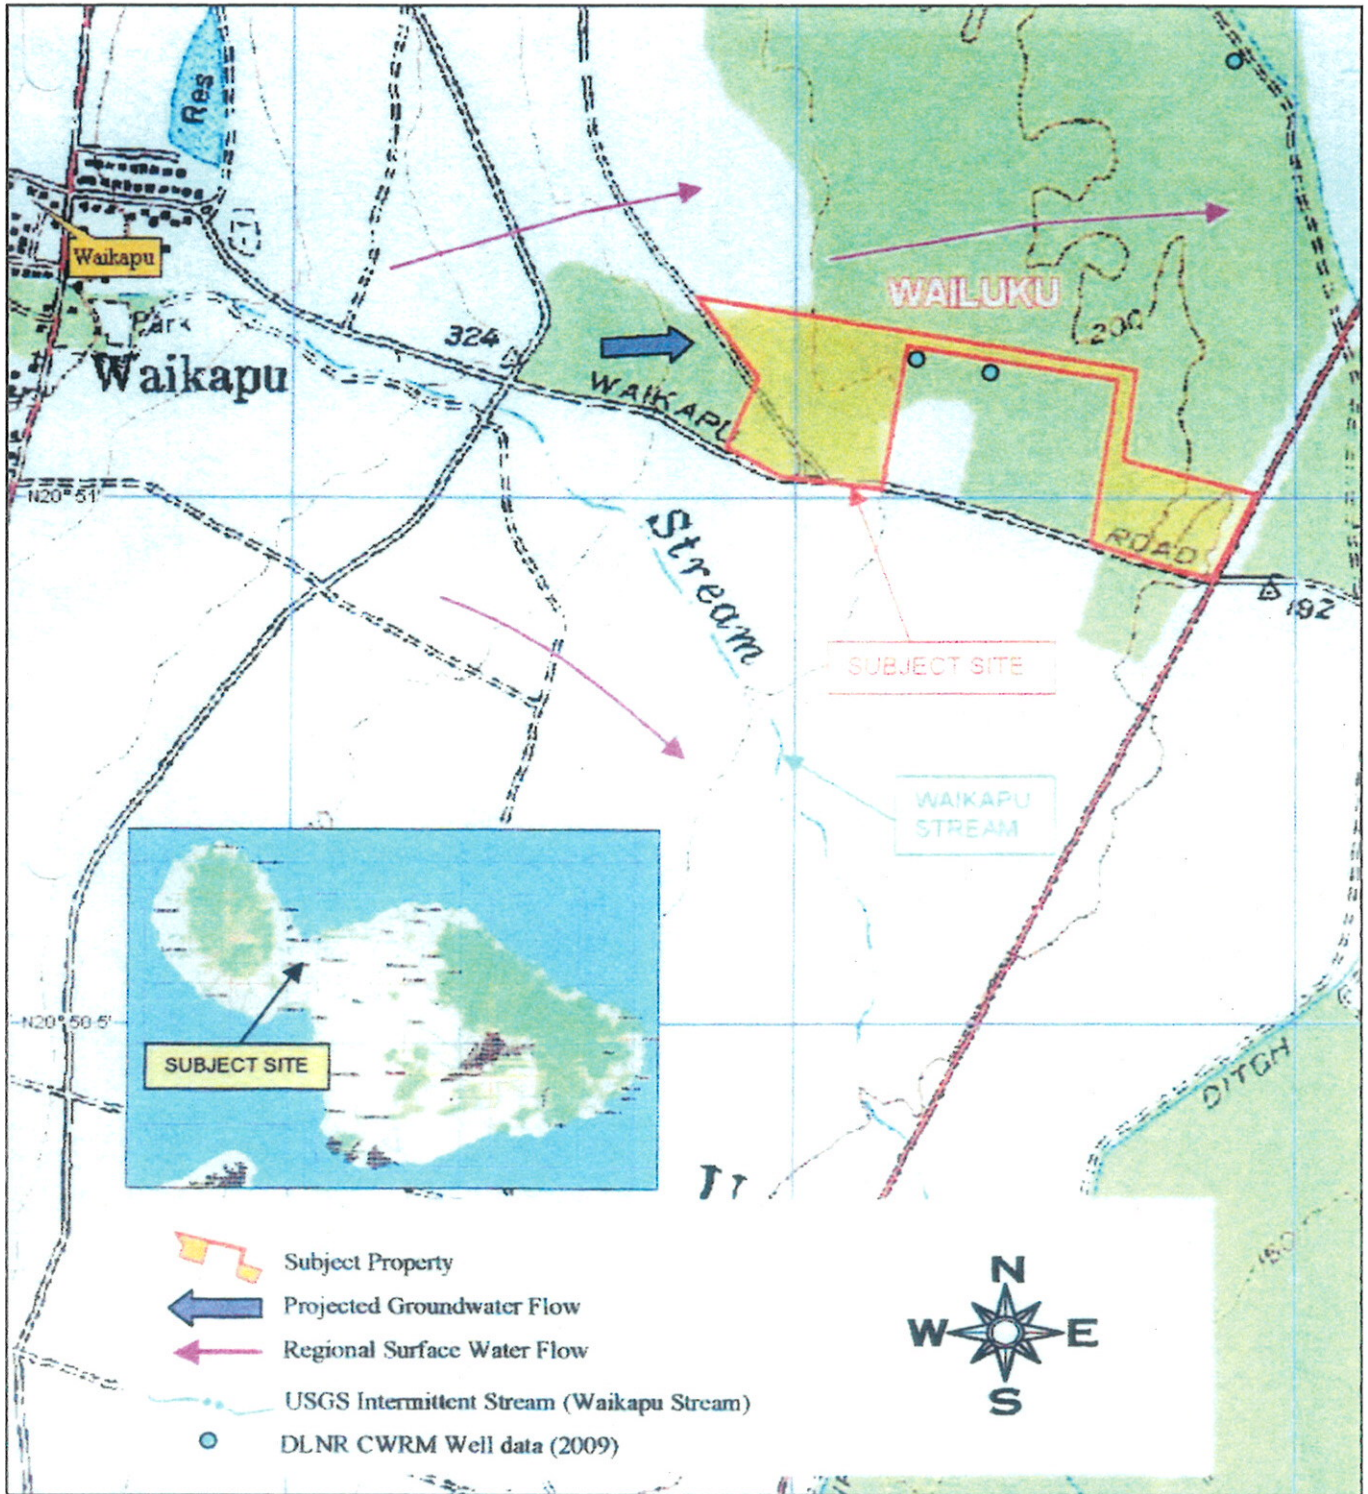 Res
Waikapu
Park
Waikapu
324
WAIKAPU
WAILUKU
200
N20° 51'
Stream
ROAD
192
SUBJECT SITE
WAIKAPU
STREAM
N20° 50 5'
SUBJECT SITE
DITCH
150
Subject Property
Projected Groundwater Flow
Regional Surface Water Flow
USGS Intermittent Stream (Waikapu Stream)
DLNR CWRM Well data (2009)
N
W E
S